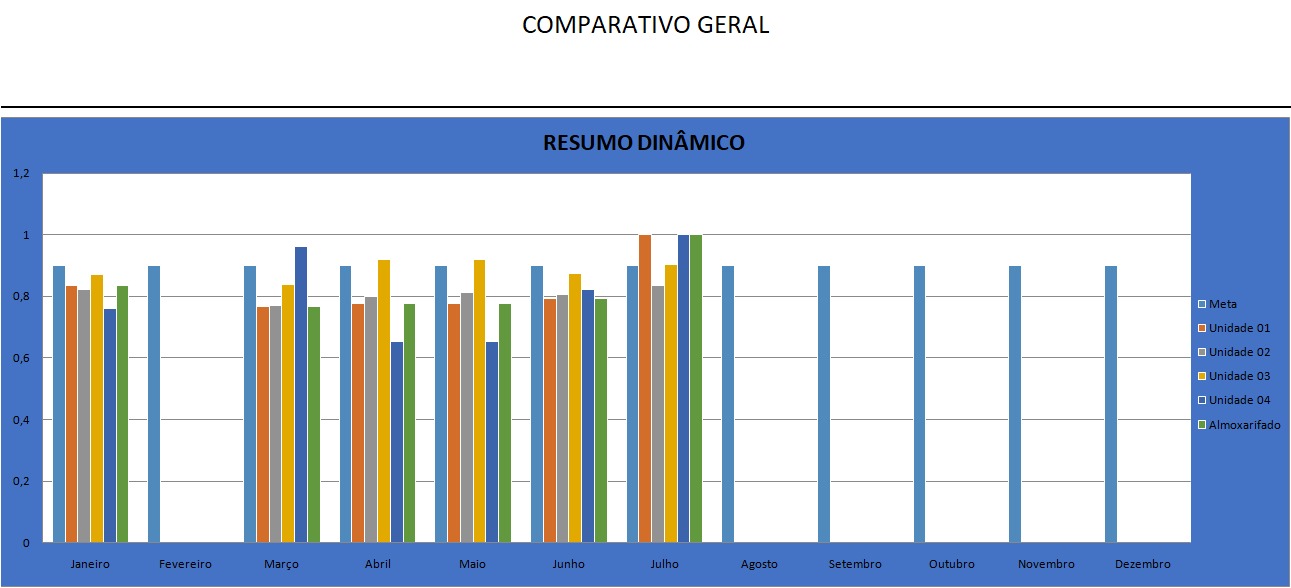 COMPARATIVO GERAL
RESUMO DINÂMICO
1,2
1
0,8
0,6
0,4
0,2
0
Janeiro Fevereiro Março Abril Maio Junho Julho Agosto Setembro Outubro Novembro Dezembro
Meta
Unidade 01
Unidade 02
Unidade 03
Unidade 04
Almoxarifado